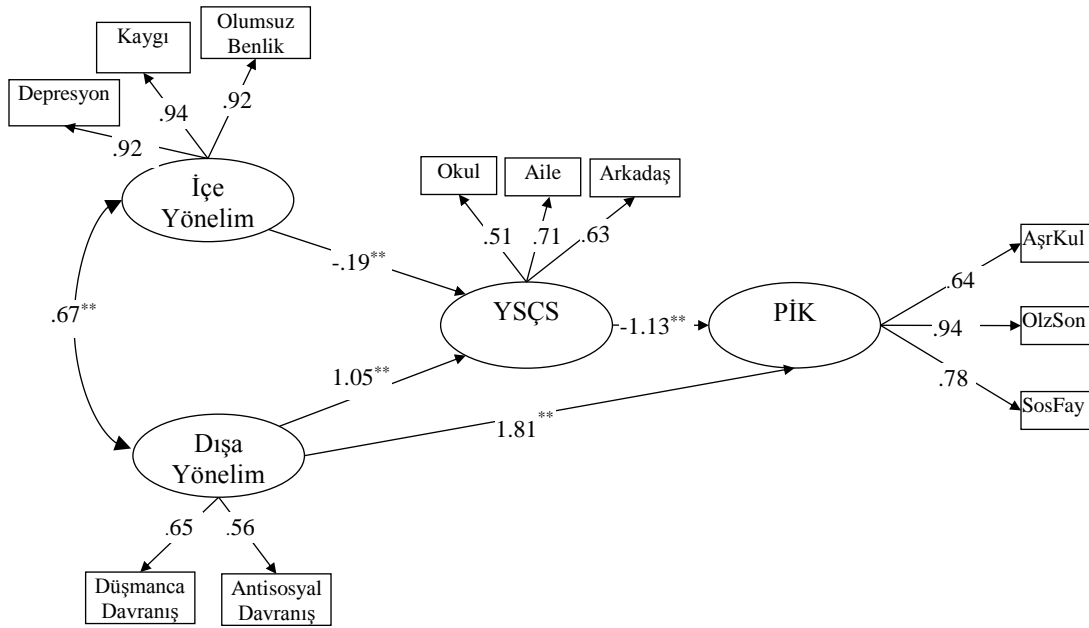 Depresyon
Kaygı
Olumsuz
Benlik
.92
.94
.92
İçe
Yönelim
Okul
Aile
Arkadaş
.51
.71
.63
-.19**
.67**
YSÇS
-1.13**
PİK
AşrKul
.64
OlzSon
.94
.78
SosFay
1.05**
1.81**
Dışa
Yönelim
.65
.56
Düşmanca
Davranış
Antisosyal
Davranış